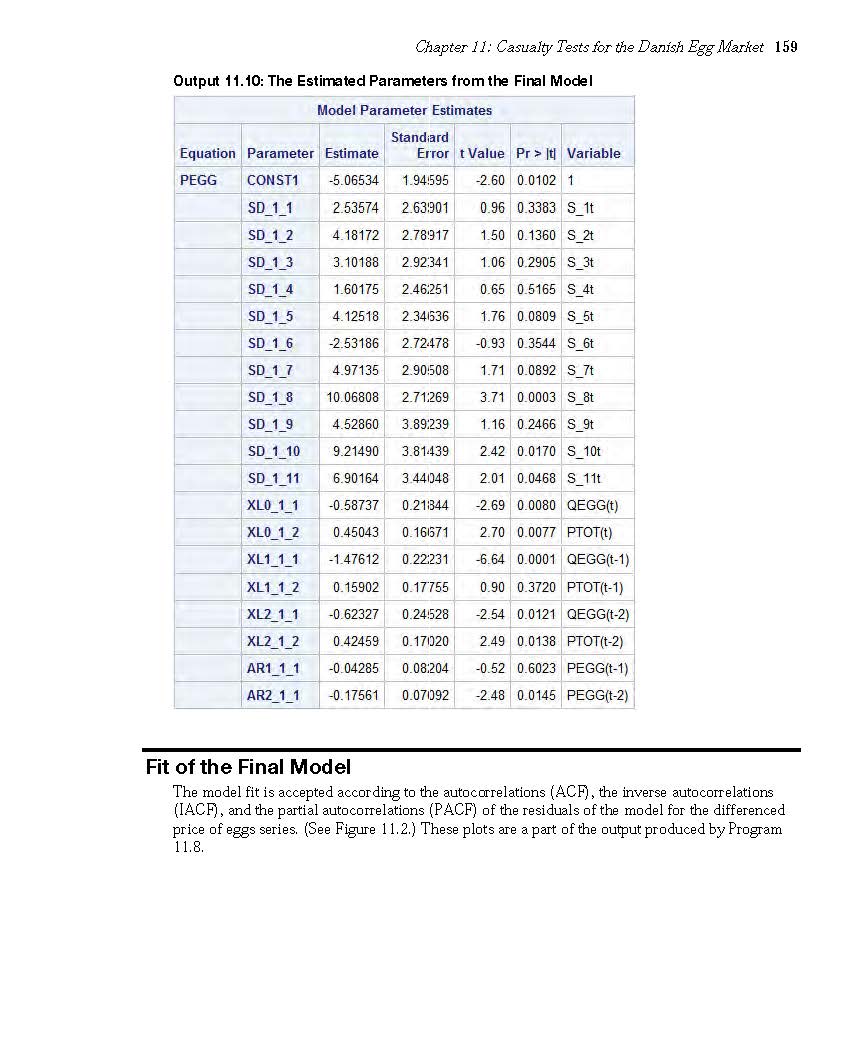 Chapter 11: Casualty Tests for the Danish Egg Market 159
Output 11.10: The Estimated Parameters from the Final Model
Model Parameter Estimates
Equation Parameter Estimate Standard Error t Value Pr > |t| Variable
PEGG CONST1 -5.06534 1.94595 -2.60 0.0102 1
SD_1_1 2.53574 2.63901 0.96 0.3383 S_1t
SD_1_2 4.18172 2.78917 1.50 0.1360 S_2t
SD_1_3 3.10188 2.92341 1.06 0.2905 S_3t
SD_1_4 1.60175 2.46251 0.65 0.5165 S_4t
SD_1_5 4.12518 2.34636 1.76 0.0809 S_5t
SD_1_6 -2.53186 2.72478 -0.93 0.3544 S_6t
SD_1_7 4.97135 2.90508 1.71 0.0892 S_7t
SD_1_8 10.06808 2.71269 3.71 0.0003 S_8t
SD_1_9 4.52860 3.89239 1.16 0.2466 S_9t
SD_1_10 9.21490 3.81439 2.42 0.0170 S_10t
SD_1_11 6.90164 3.44048 2.01 0.0468 S_11t
XL0_1_1 -0.58737 0.21844 -2.69 0.0080 QEGG(t)
XL0_1_2 0.45043 0.16671 2.70 0.0077 PTOT(t)
XL1_1_1 -1.47612 0.22231 -6.64 0.0001 QEGG(t-1)
XL1_1_2 0.15902 0.17755 0.90 0.3720 PTOT(t-1)
XL2_1_1 -0.62327 0.24528 -2.54 0.0121 QEGG(t-2)
XL2_1_2 0.42459 0.17020 2.49 0.0138 PTOT(t-2)
AR1_1_1 -0.04285 0.08204 -0.52 0.6023 PEGG(t-1)
AR2_1_1 -0.17561 0.07092 -2.48 0.0145 PEGG(t-2)
Fit of the Final Model
The model fit is accepted according to the autocorrelations (ACF), the inverse autocorrelations
(IACF), and the partial autocorrelations (PACF) of the residuals of the model for the differenced
price of eggs series. (See Figure 11.2.) These plots are a part of the output produced by Program
11.8.